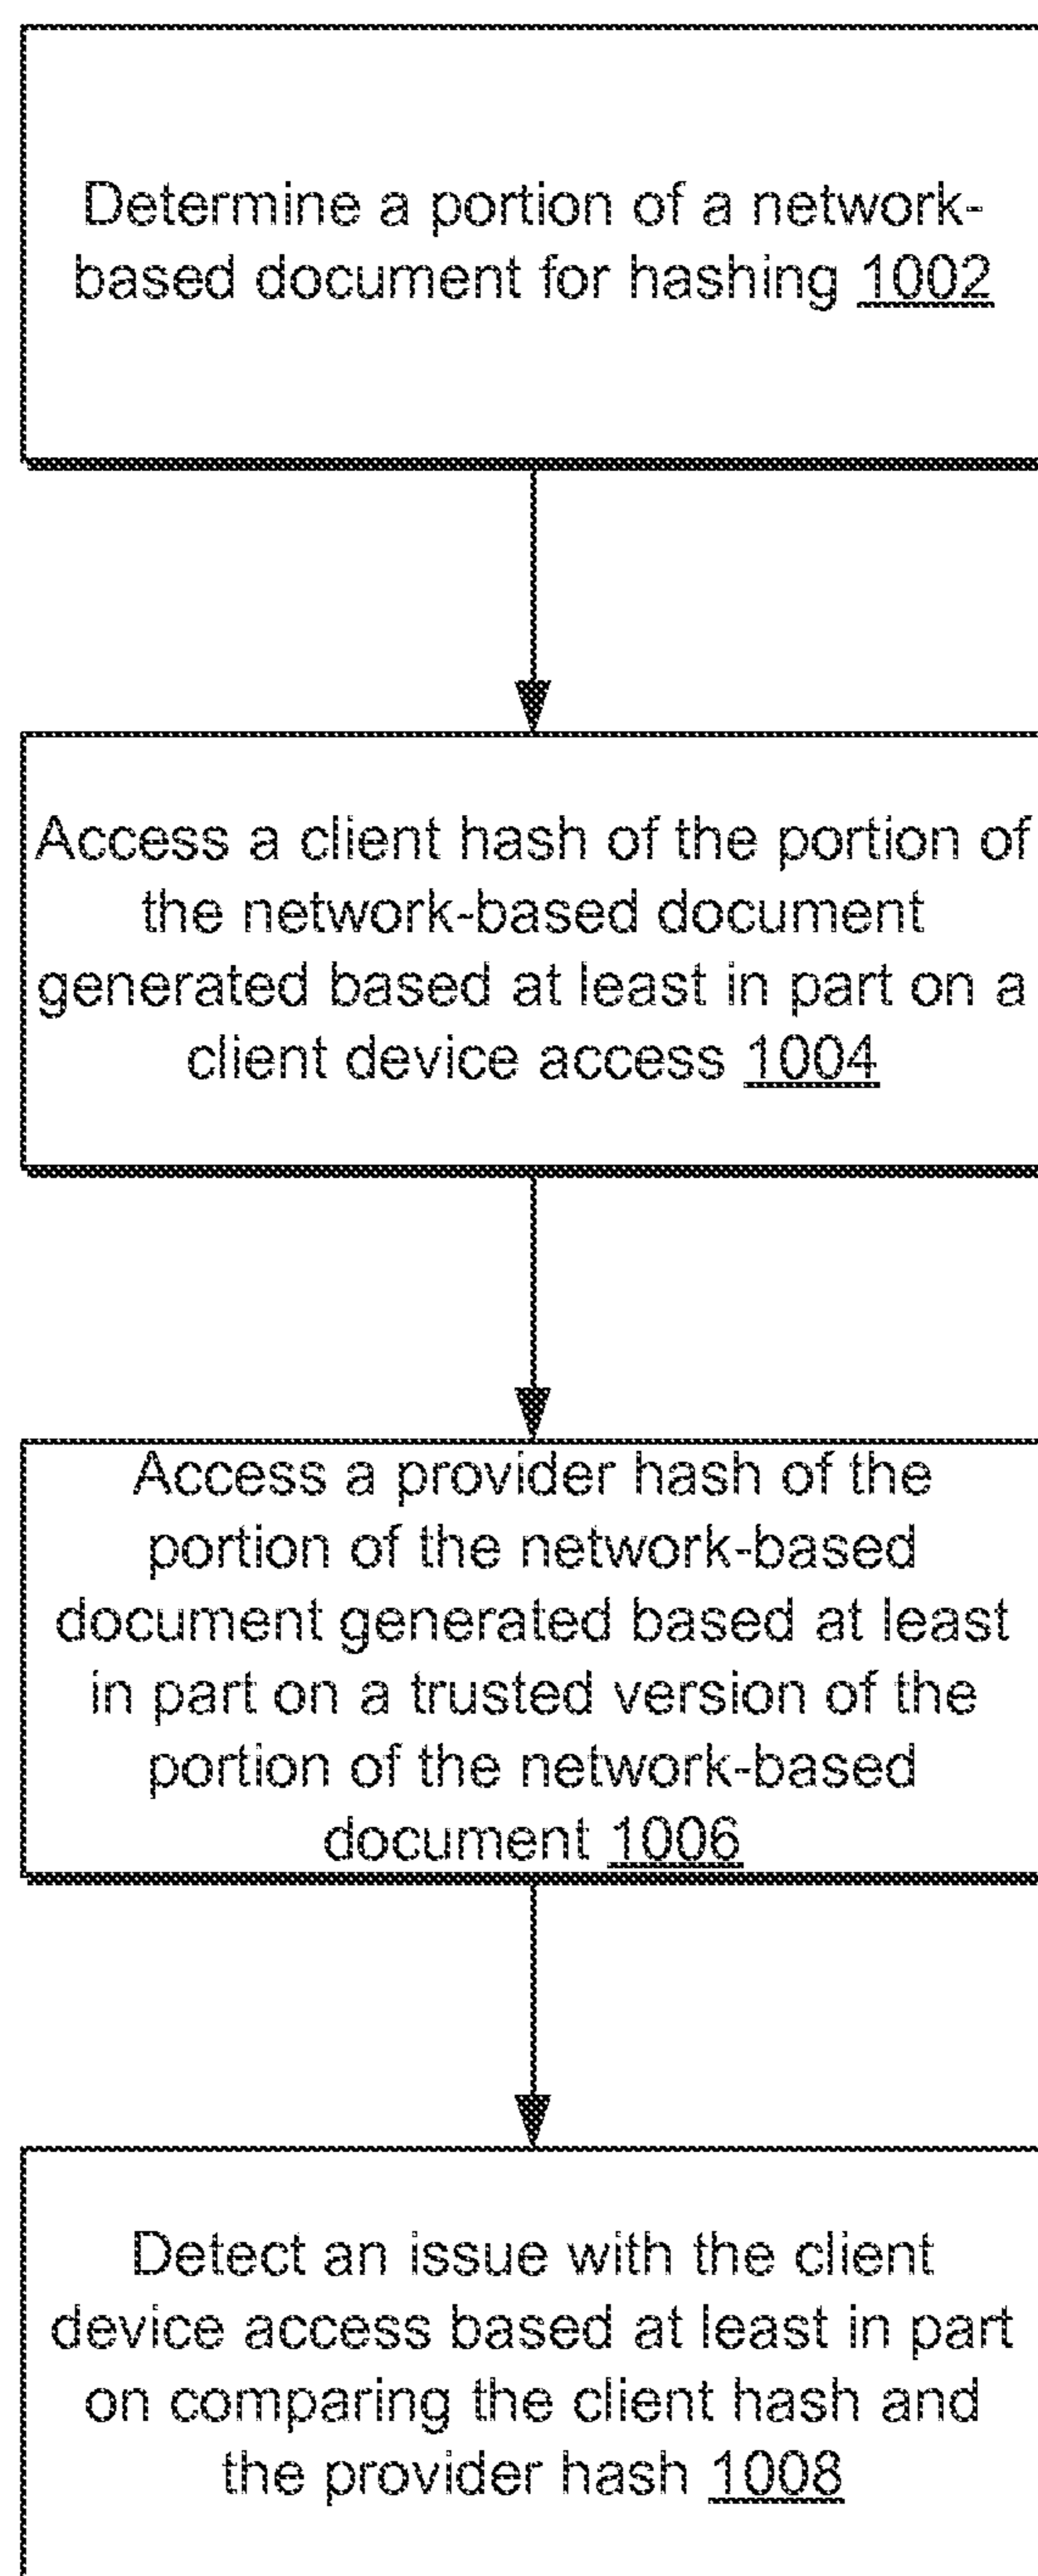 Determine a portion of a network-
based document for hashing 1002
Access a client hash of the portion of
the network-based document
generated based at least in part on a
client device access 1004
Access a provider hash of the
portion of the network-based
document generated based at least
in part on a trusted version of the
portion of the network-based
document 1006
Detect an issue with the client
device access based at least in part
on comparing the client hash and
the provider hash 1008